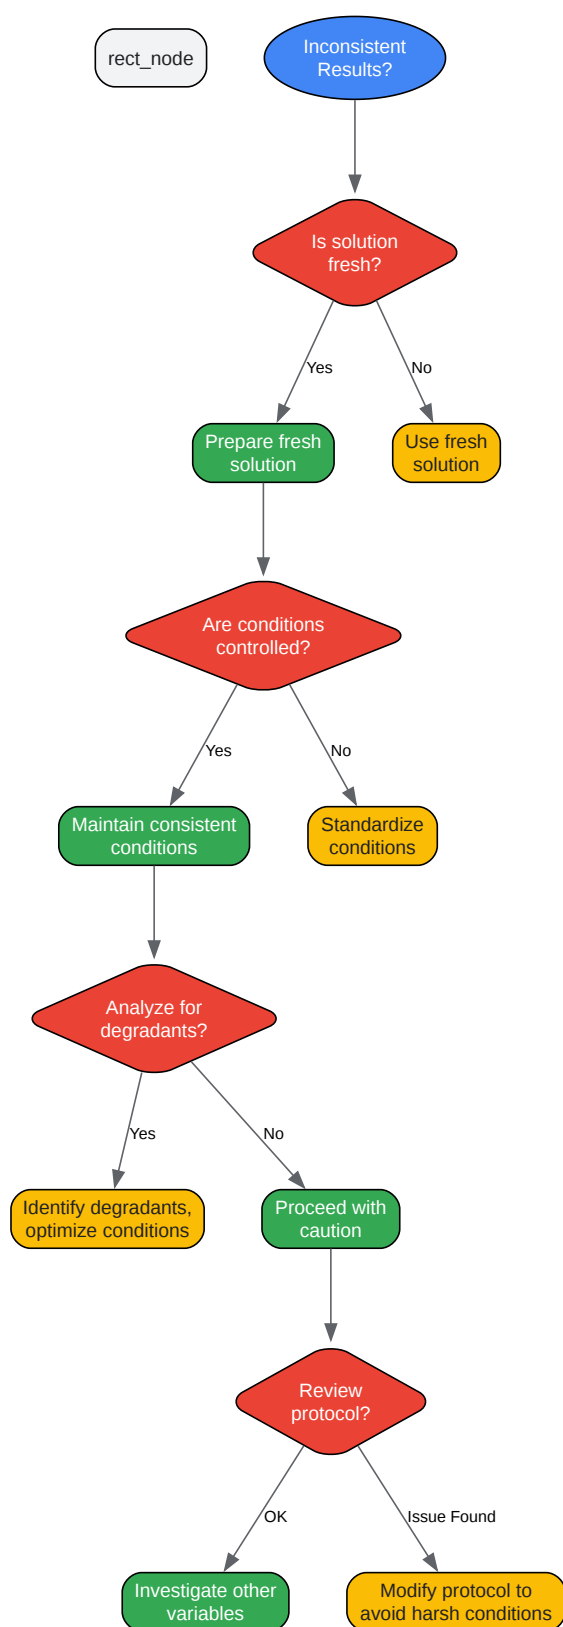 rect_node
Inconsistent
Results?
Is solution
fresh?
Yes
No
Prepare fresh
solution
Use fresh
solution
Are conditions
controlled?
Yes
No
Maintain consistent
conditions
Standardize
conditions
Analyze for
degradants?
Yes
No
Identify degradants,
optimize conditions
Proceed with
caution
Review
protocol?
OK
Issue Found
Investigate other
variables
Modify protocol to
avoid harsh conditions